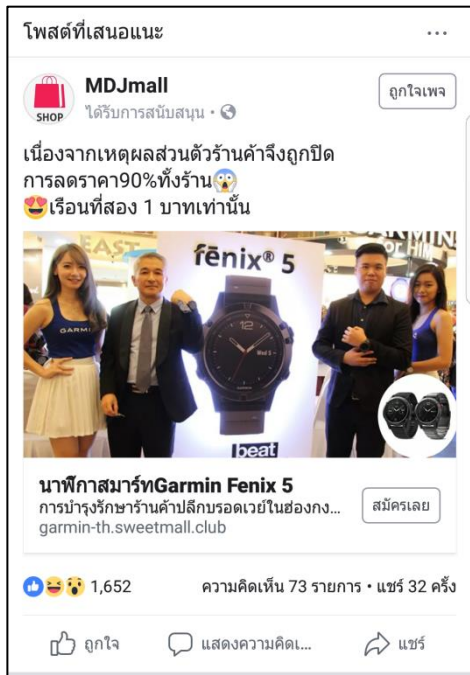 โพสต์ที่เสนอแนะ
MDJmall
ถูกใจเพจ
SHOP
ได้รับการสนับสนุน
เนื่องจากเหตุผลส่วนตัวร้านค้าจึงถูกปิด
การลดราคา90%ทั้งร้าน😱
😍เรือนที่สอง 1 บาทเท่านั้น
EAST
fēnix® 5
or HIM
GARMI
beat
นาฬิกาสมาร์ทGarmin Fenix 5
การบำรุงรักษาร้านค้าปลีกบรอดเวย์ในฮ่องกง...
สมัครเลย
garmin-th.sweetmall.club
1,652
ความคิดเห็น 73 รายการ • แชร์ 32 ครั้ง
ถูกใจ
แสดงความคิดเ...
แชร์